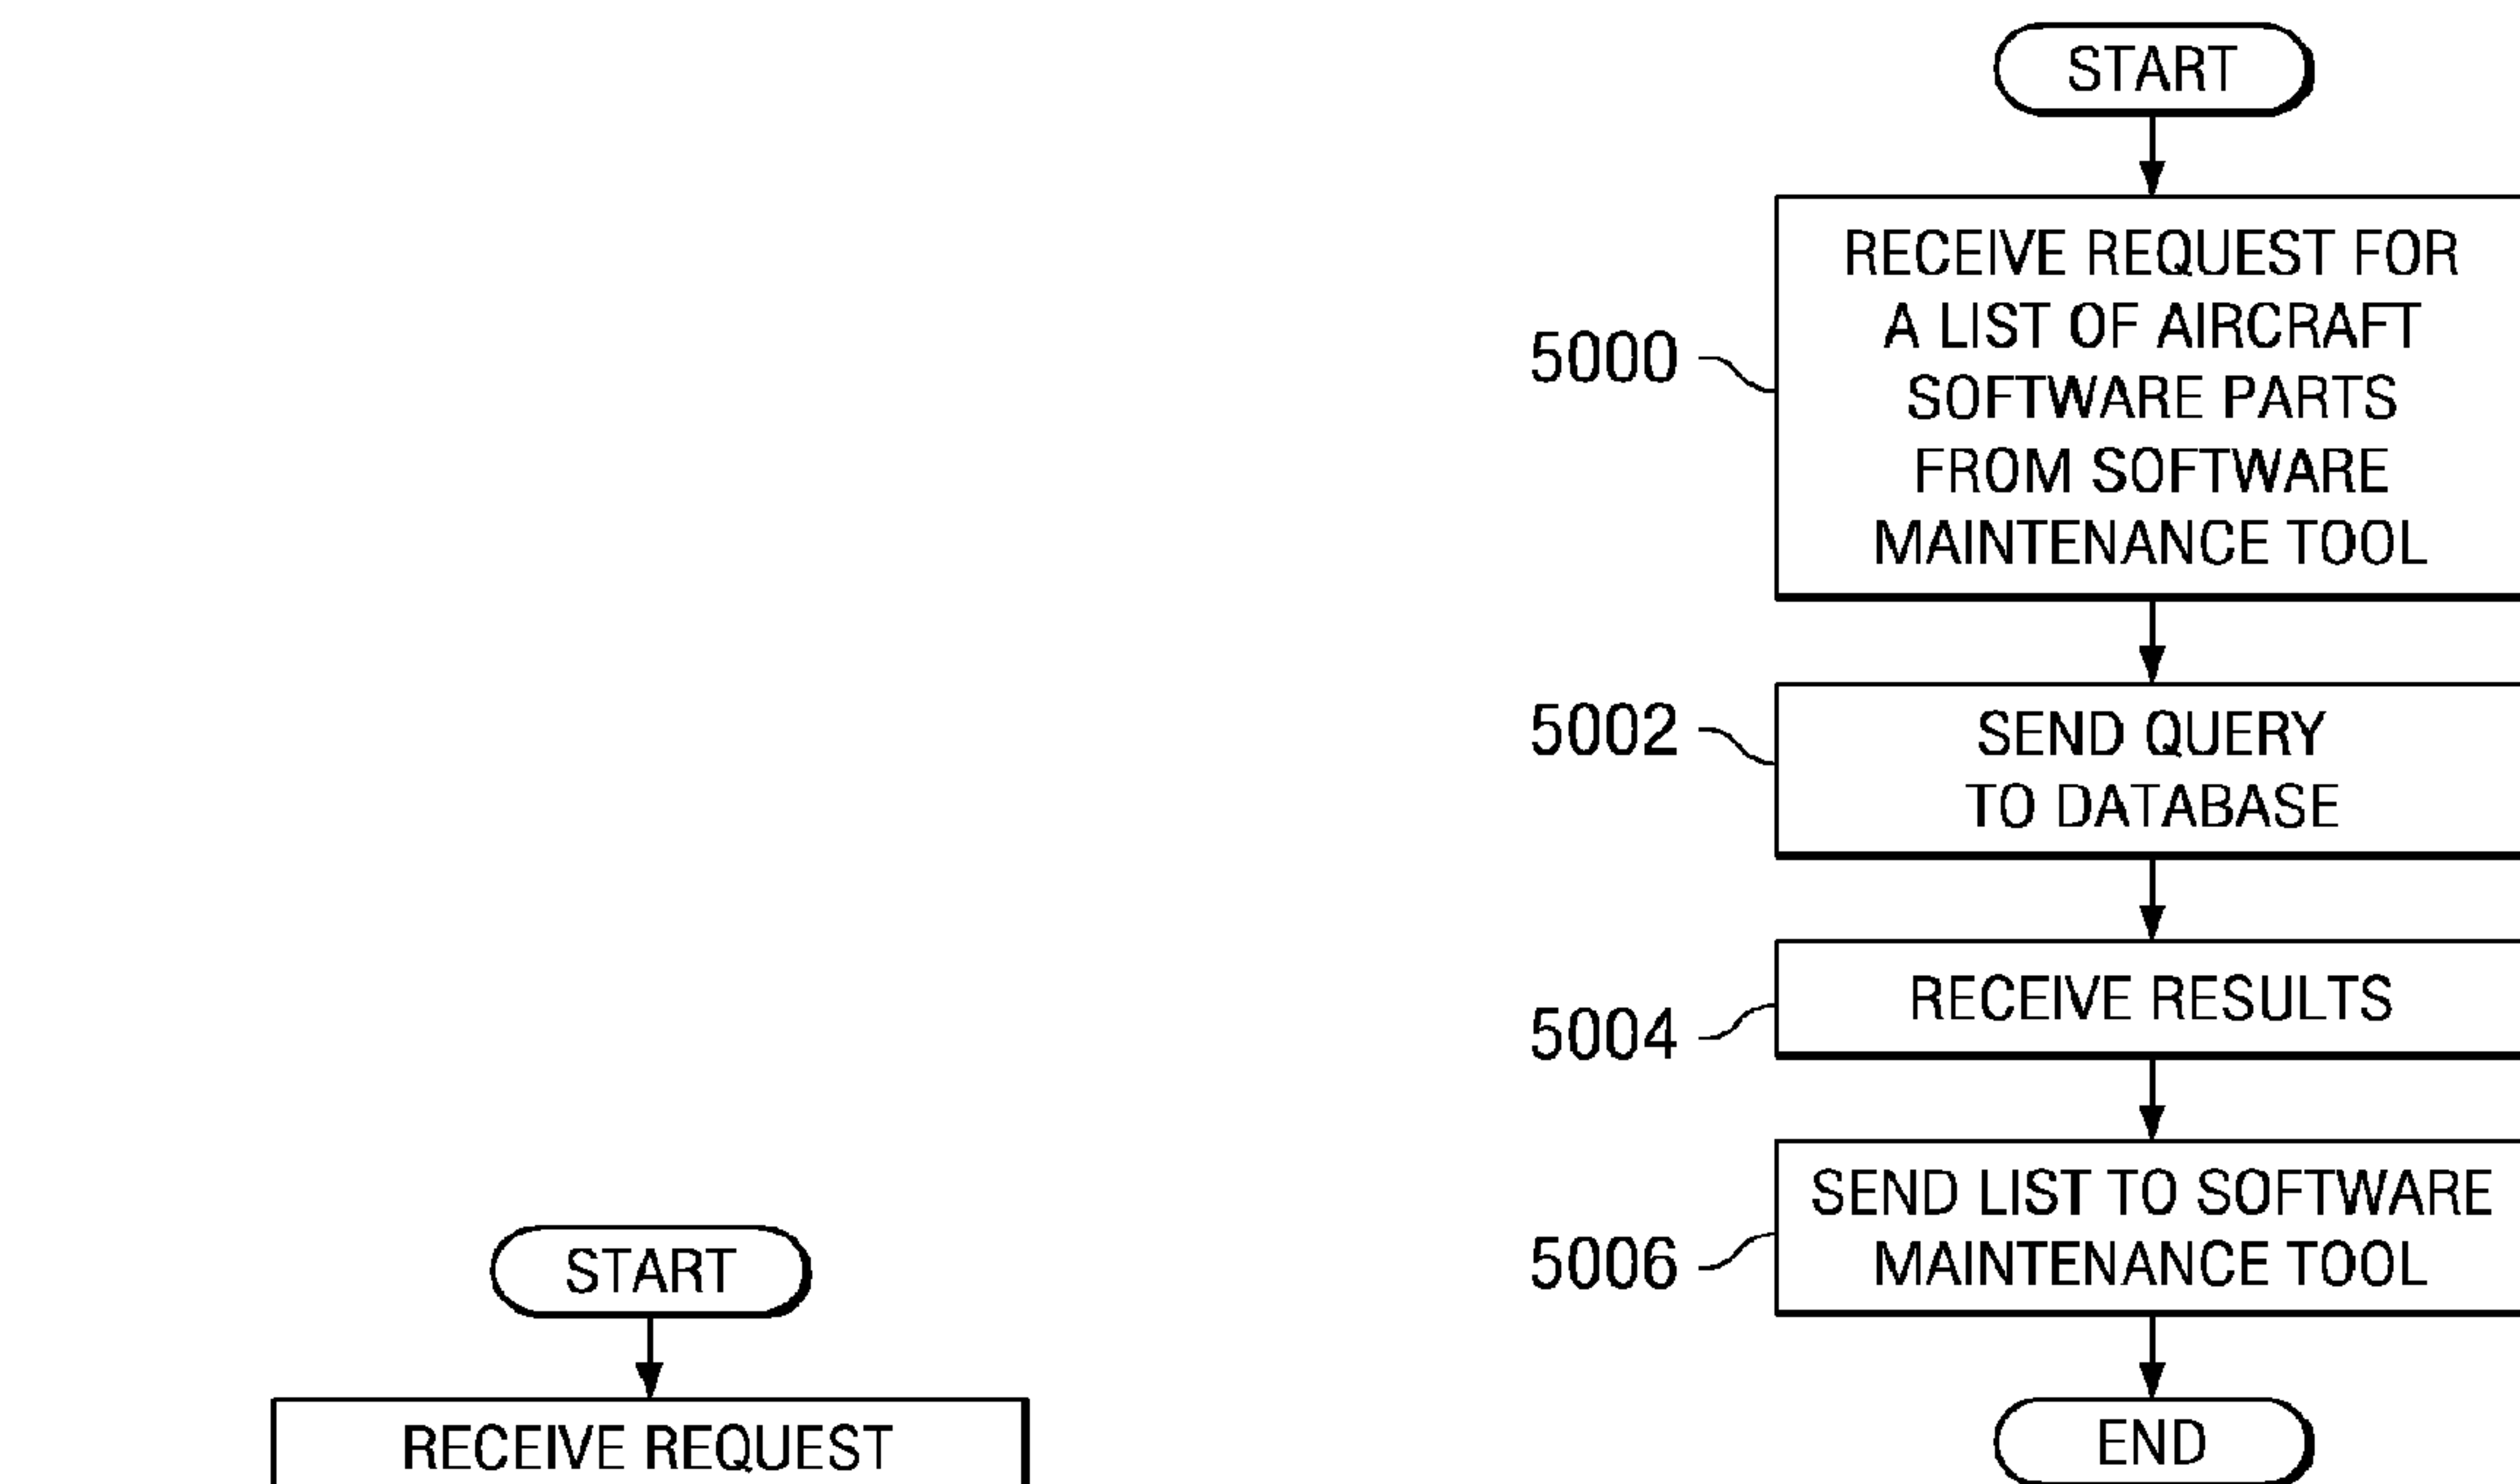 START
RECEIVE REQUEST FOR
A LIST OF AIRCRAFT
SOFTWARE PARTS
FROM SOFTWARE
MAINTENANCE TOOL
5000
SEND QUERY
TO DATABASE
5002
RECEIVE RESULTS
5004
SEND LIST TO SOFTWARE
MAINTENANCE TOOL
5006
END
START
RECEIVE REQUEST